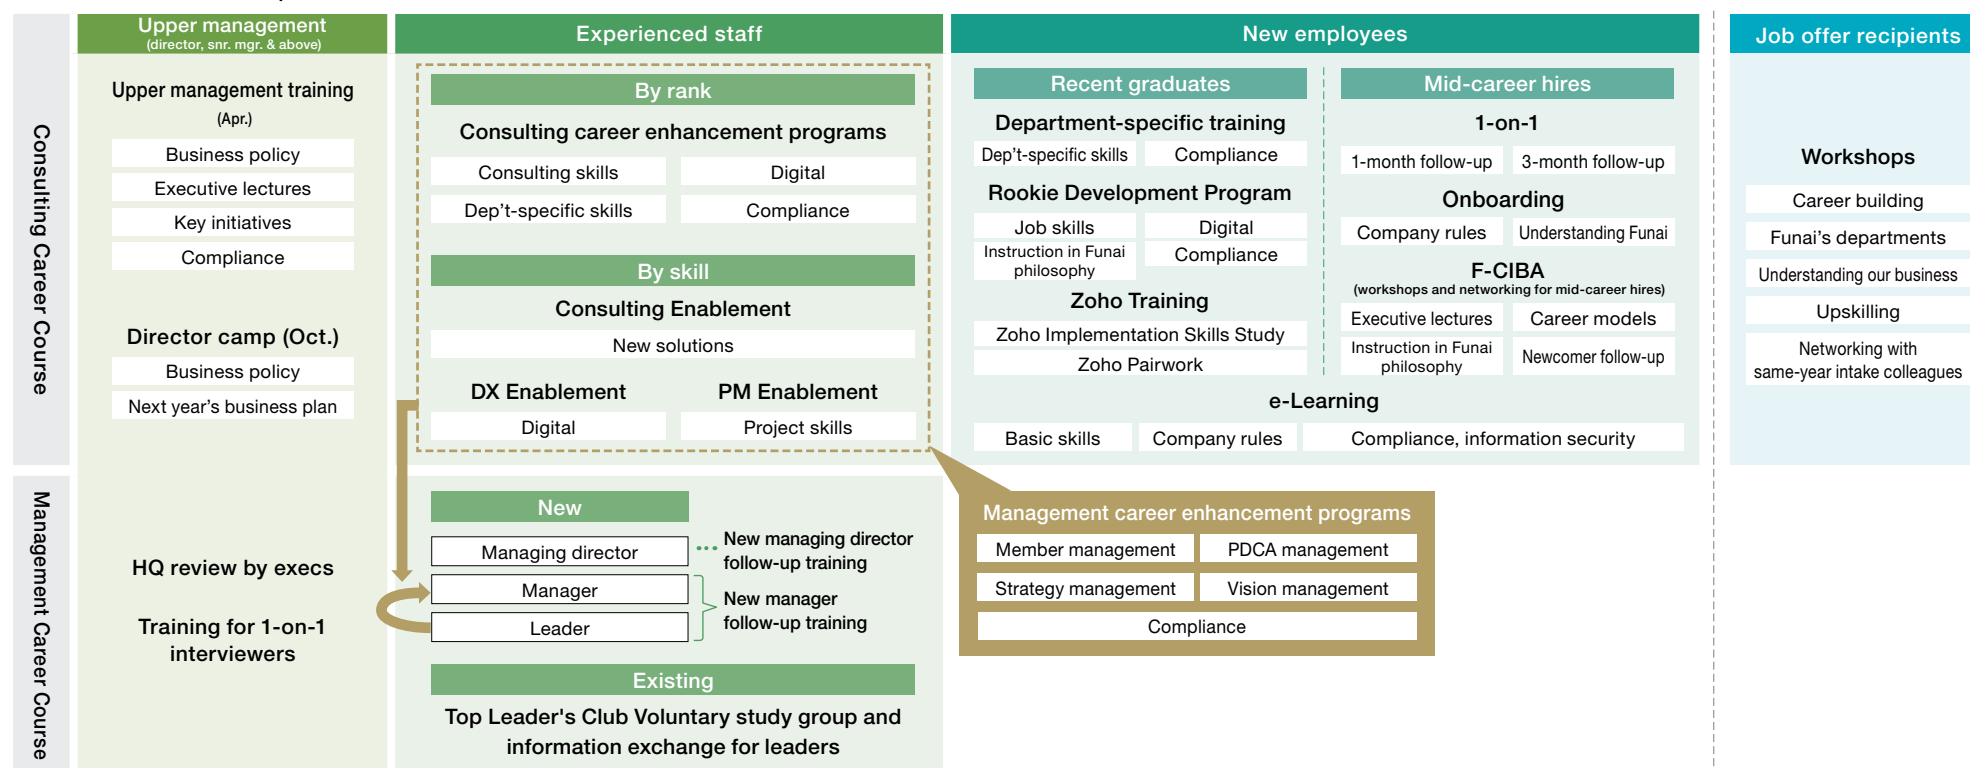 Consulting Career Course
Upper management
(director, snr. mgr. & above)
Upper management training
(Apr.)
Business policy
Executive lectures
Key initiatives
Compliance
Director camp (Oct.)
Business policy
Next year's business plan
Experienced staff
By rank
Consulting career enhancement programs
Consulting skills
Digital
Dep't-specific skills
Compliance
By skill
Consulting Enablement
New solutions
DX Enablement
Digital
PM Enablement
Project skills
New employees
Recent graduates
Department-specific training
Dep't-specific skills
Compliance
Rookie Development Program
Job skills
Digital
Instruction in Funai
philosophy
Compliance
Zoho Training
Zoho Implementation Skills Study
Zoho Pairwork
Mid-career hires
1-on-1
1-month follow-up
3-month follow-up
Onboarding
Company rules
Understanding Funai
F-CIBA
(workshops and networking for mid-career hires)
Executive lectures
Career models
Instruction in Funai
philosophy
Newcomer follow-up
e-Learning
Basic skills
Company rules
Compliance, information security
Job offer recipients
Workshops
Career building
Funai's departments
Understanding our business
Upskilling
Networking with
same-year intake colleagues
Management Career Course
HQ review by execs
Training for 1-on-1
interviewers
New
Managing director
New managing director
follow-up training
Manager
Leader
New manager
follow-up training
Existing
Top Leader's Club Voluntary study group and
information exchange for leaders
Management career enhancement programs
Member management
PDCA management
Strategy management
Vision management
Compliance